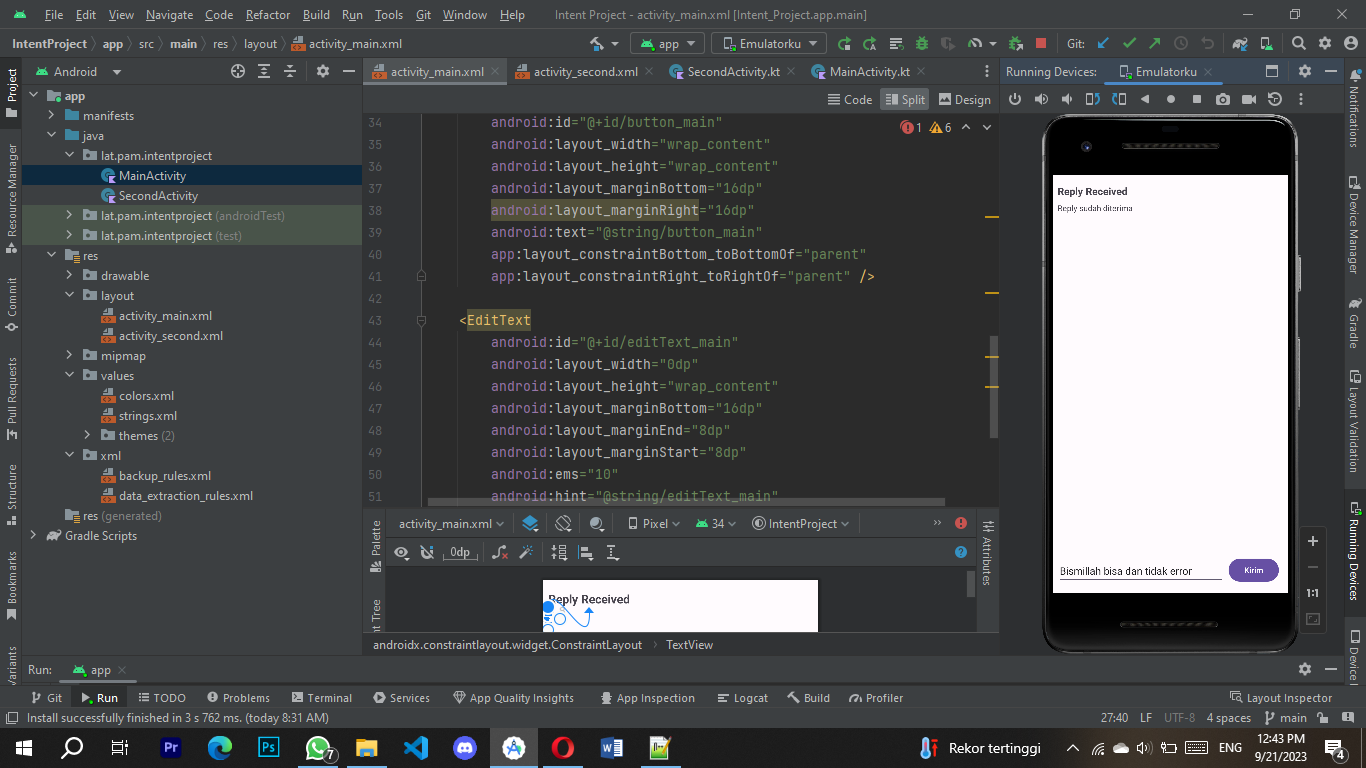 File Edit View Navigate Code Refactor Build Run Tools Git Window Help Intent Project - activity_main.xml [Intent_Project.app.main]
IntentProject app src main res layout activity_main.xml app Emulatorku Git:
Project
Resource Manager
Commit
Pull Requests
Structure
Bookmarks
Variants
Android
app
manifests
java
lat.pam.intentproject
MainActivity
SecondActivity
lat.pam.intentproject (androidTest)
lat.pam.intentproject (test)
res
drawable
layout
activity_main.xml
activity_second.xml
mipmap
values
colors.xml
strings.xml
themes (2)
xml
backup_rules.xml
data_extraction_rules.xml
res (generated)
Gradle Scripts
activity_main.xml activity_second.xml SecondActivity.kt MainActivity.kt
Code Split Design
1 6
34 android:id="@+id/button_main"
35 android:layout_width="wrap_content"
36 android:layout_height="wrap_content"
37 android:layout_marginBottom="16dp"
38 android:layout_marginRight="16dp"
39 android:text="@string/button_main"
40 app:layout_constraintBottom_toBottomOf="parent"
41 app:layout_constraintRight_toRightOf="parent" />
42
43 <EditText
44 android:id="@+id/editText_main"
45 android:layout_width="0dp"
46 android:layout_height="wrap_content"
47 android:layout_marginBottom="16dp"
48 android:layout_marginEnd="8dp"
49 android:layout_marginStart="8dp"
50 android:ems="10"
51 android:hint="@string/editText_main"
Palette
activity_main.xml Pixel 34 IntentProject
0dp
Attributes
Reply Received
androidx.constraintlayout.widget.ConstraintLayout TextView
Running Devices: Emulatorku
Reply Received
Reply sudah diterima
Bismillah bisa dan tidak error Kirim
1:1
Notifications
Device Manager
Gradle
Layout Validation
Running Devices
Run: app
Git Run TODO Problems Terminal Services App Quality Insights App Inspection Logcat Build Profiler Layout Inspector
Install successfully finished in 3 s 762 ms. (today 8:31 AM) 27:40 LF UTF-8 4 spaces main
Pr Ps 7 W Rekor tertinggi ENG 12:43 PM
9/21/2023 4